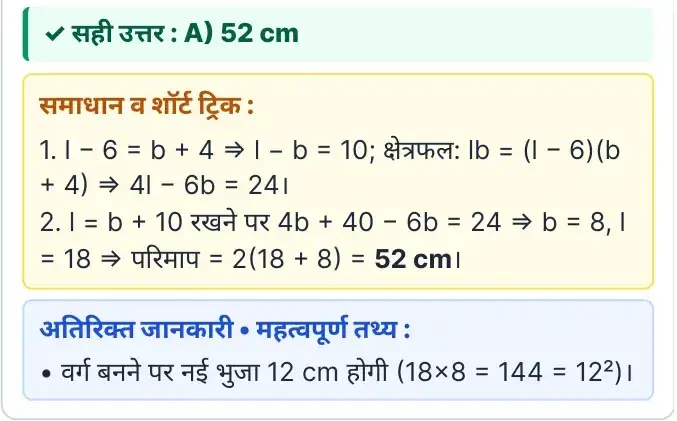 ✓ सही उत्तर : A) 52 cm
समाधान व शॉर्ट ट्रिक :
1. l − 6 = b + 4 ⇒ l − b = 10; क्षेत्रफल: lb = (l − 6)(b
+ 4) ⇒ 4l − 6b = 24।
2. l = b + 10 रखने पर 4b + 40 − 6b = 24 ⇒ b = 8, l
= 18 ⇒ परिमाप = 2(18 + 8) = 52 cm।
अतिरिक्त जानकारी • महत्वपूर्ण तथ्य :
• वर्ग बनने पर नई भुजा 12 cm होगी (18×8 = 144 = 12²)।